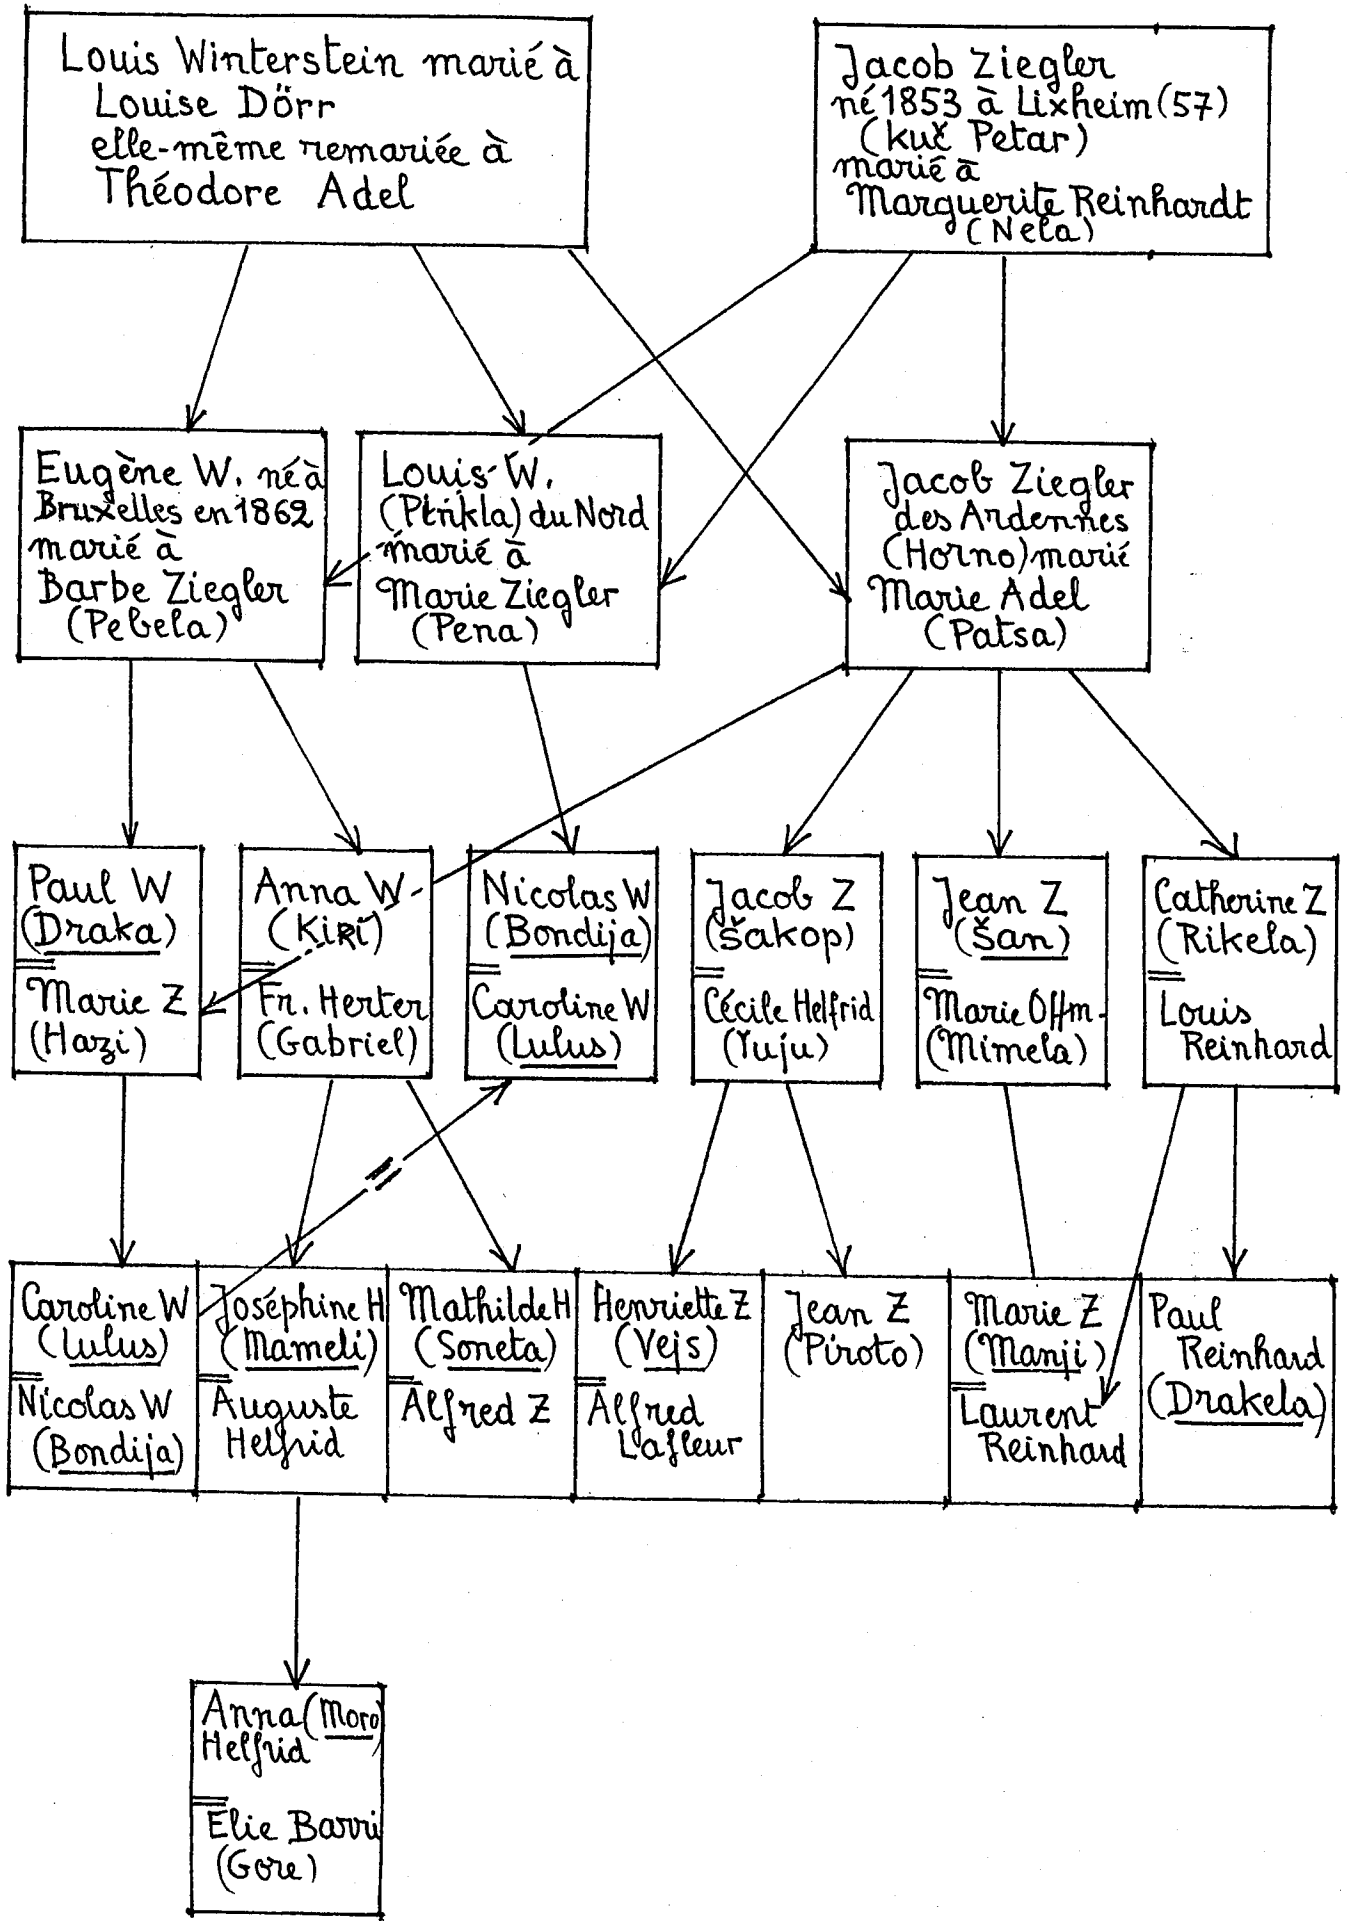 Louis Winterstein marié à
Louise Dörr
elle-même remariée à
Théodore Adel
Jacob Ziegler
né 1853 à Lixheim (57)
(kuč Petar)
marié à
Marguerite Reinhardt
(Nela)
Eugène W. né à
Bruxelles en 1862
marié à
Barbe Ziegler
(Pebela)
Louis W.
du Nord
marié à
Marie Ziegler
(Pena)
Jacob Ziegler
des Ardennes
(Horno) marié
Marie Adel
(Patsa)
Paul W
(Draka)
=
Marie Z
(Hazi)
Anna W
(Kiri)
=
Fr. Herter
(Gabriel)
Nicolas W
(Bondija)
=
Caroline W
(Lulus)
Jacob Z
(Šakop)
=
Cécile Helfrid
(Yuju)
Jean Z
(Šan)
=
Marie Offm.
(Mimela)
Catherine Z
(Rikela)
=
Louis
Reinhard
=
Caroline W
(Lulus)
=
Nicolas W
(Bondija)
Joséphine H
(Mameli)
=
Auguste
Helfrid
Mathilde H
(Soneta)
=
Alfred Z
Henriette Z
(Vejs)
=
Alfred
Lafleur
Jean Z
(Piroto)
Marie Z
(Manji)
=
Laurent
Reinhard
Paul
Reinhard
(Drakela)
Anna (Moro)
Helfrid
=
Élie Barri
(Gore)